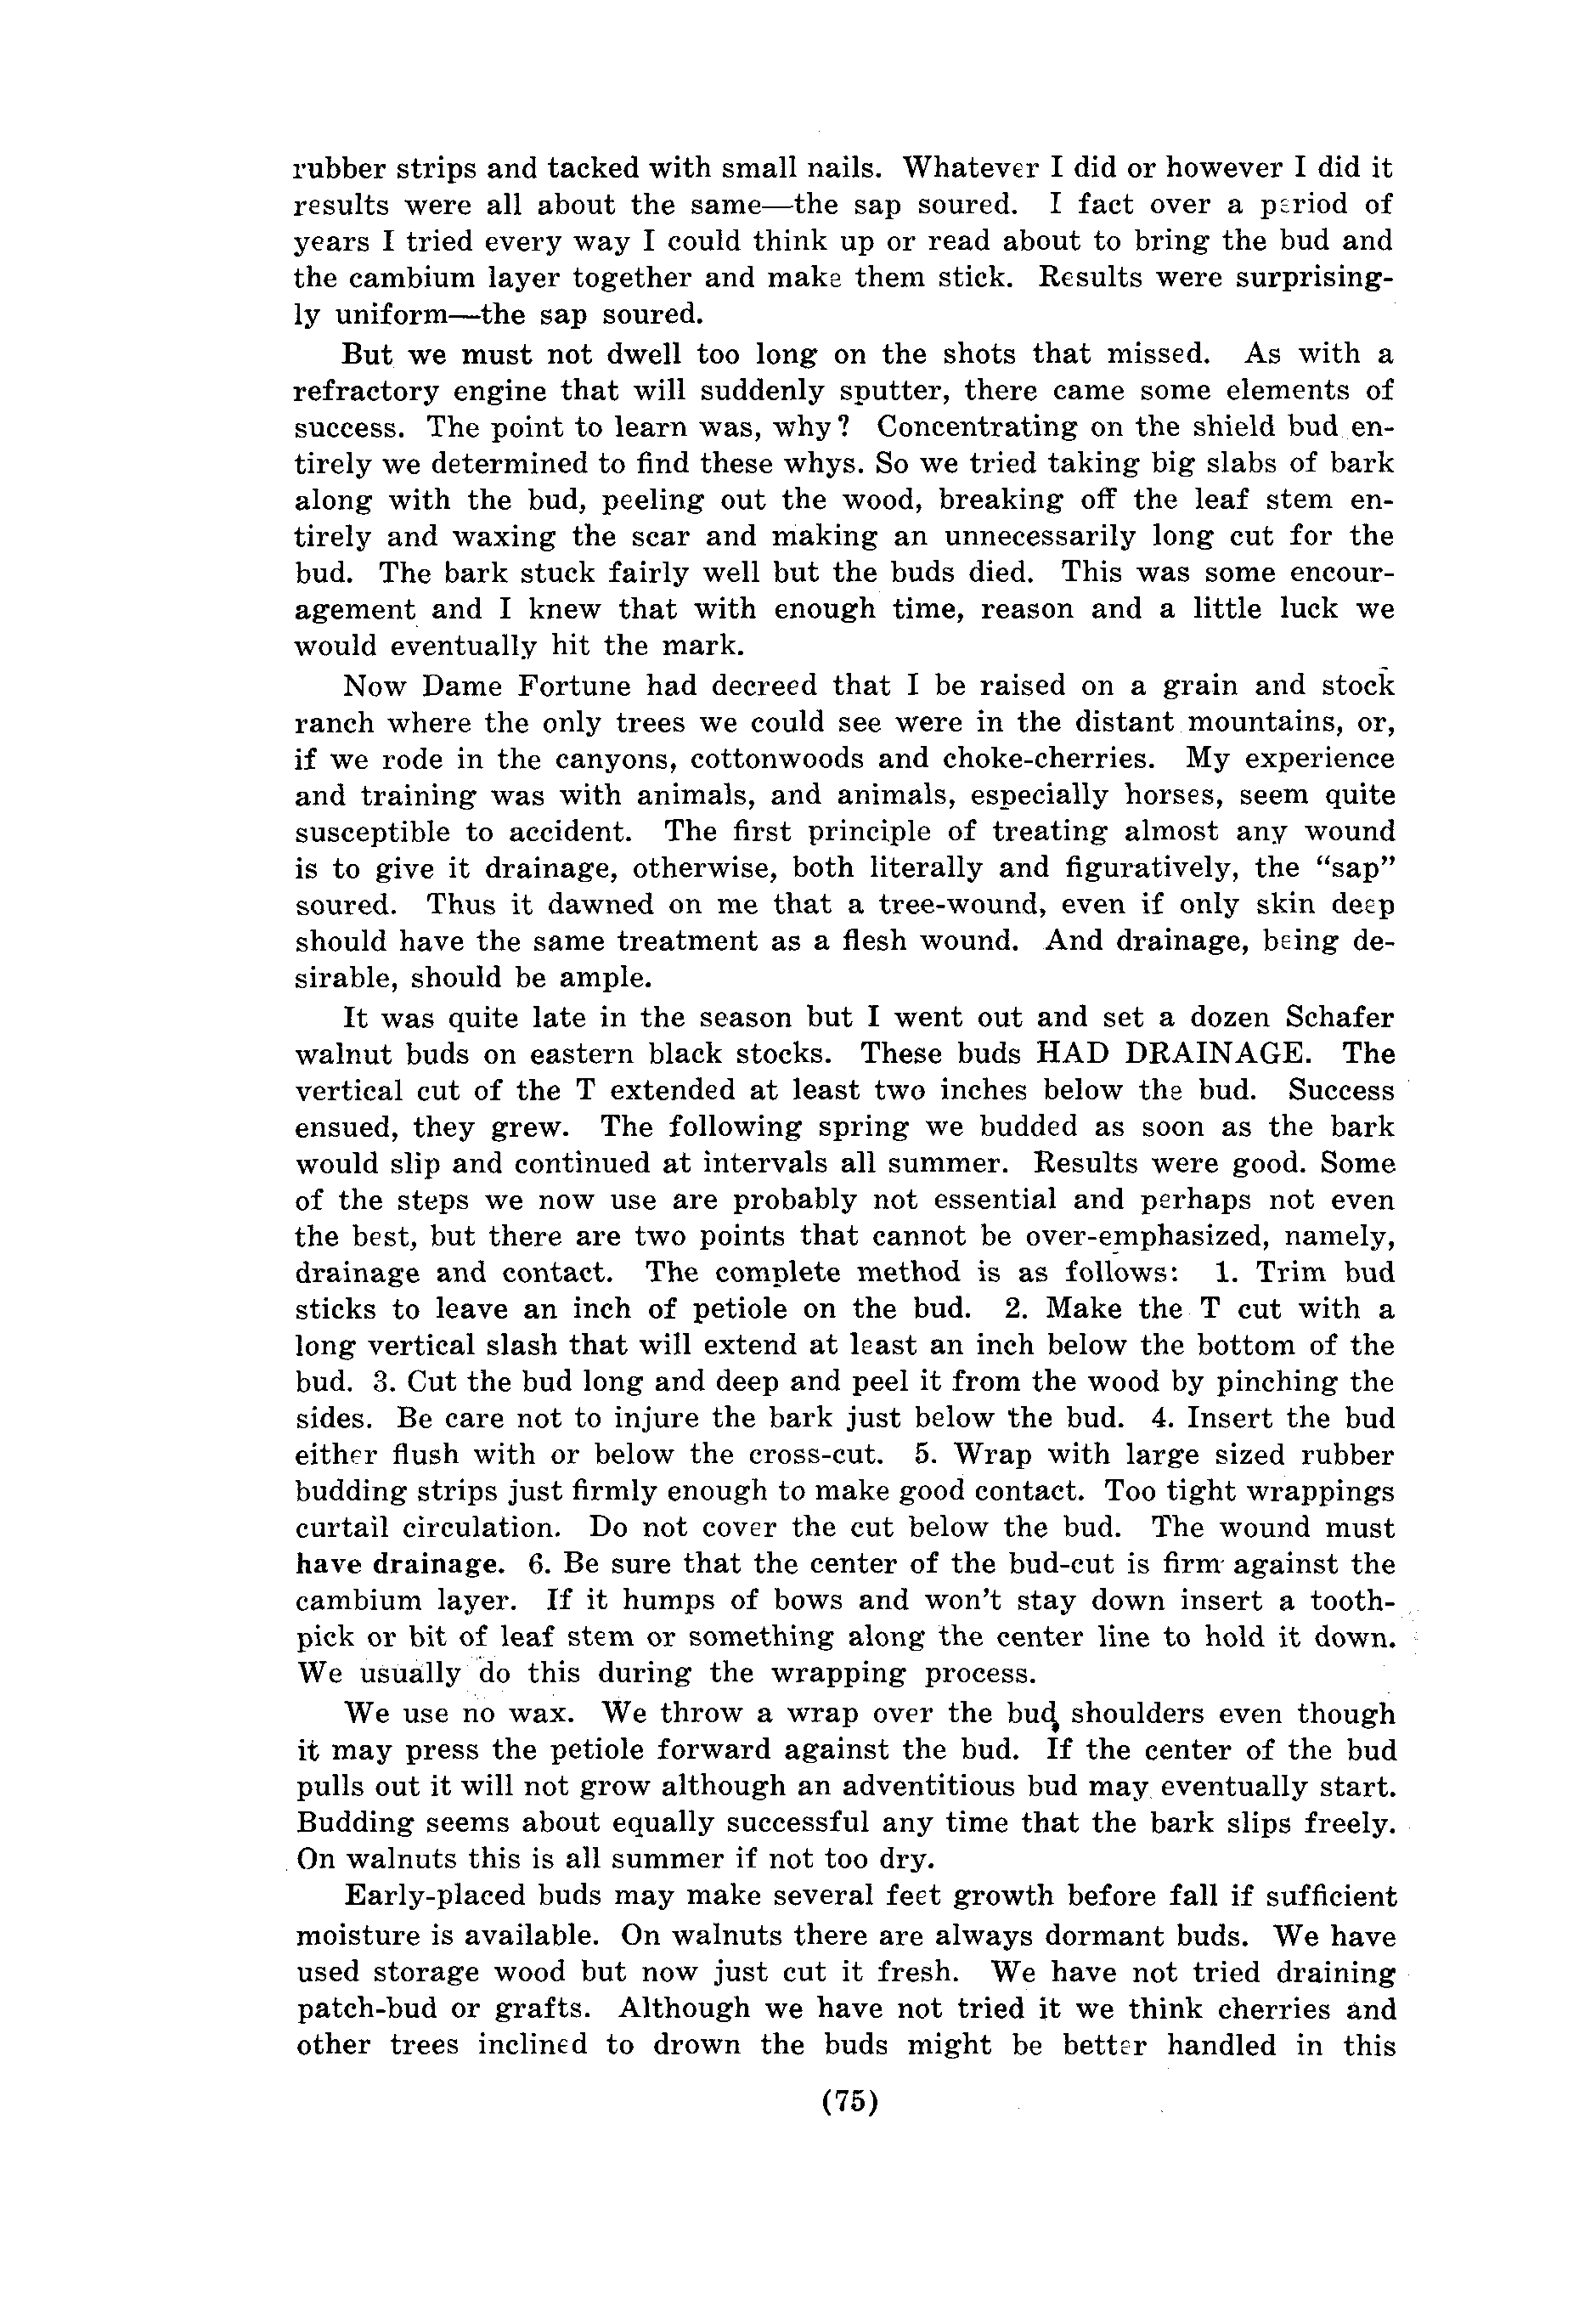 rubber strips and tacked with small nails. Whatever I did or however I did it
results were all about the same—the sap soured. I fact over a period of
years I tried every way I could think up or read about to bring the bud and
the cambium layer together and make them stick. Results were surprising-
ly uniform—the sap soured.
But we must not dwell too long on the shots that missed. As with a
refractory engine that will suddenly sputter, there came some elements of
success. The point to learn was, why? Concentrating on the shield bud en-
tirely we determined to find these whys. So we tried taking big slabs of bark
along with the bud, peeling out the wood, breaking off the leaf stem en-
tirely and waxing the scar and making an unnecessarily long cut for the
bud. The bark stuck fairly well but the buds died. This was some encour-
agement and I knew that with enough time, reason and a little luck we
would eventually hit the mark.
Now Dame Fortune had decreed that I be raised on a grain and stock
ranch where the only trees we could see were in the distant mountains, or,
if we rode in the canyons, cottonwoods and choke-cherries. My experience
and training was with animals, and animals, especially horses, seem quite
susceptible to accident. The first principle of treating almost any wound
is to give it drainage, otherwise, both literally and figuratively, the “sap”
soured. Thus it dawned on me that a tree-wound, even if only skin deep
should have the same treatment as a flesh wound. And drainage, being de-
sirable, should be ample.
It was quite late in the season but I went out and set a dozen Schafer
walnut buds on eastern black stocks. These buds HAD DRAINAGE. The
vertical cut of the T extended at least two inches below the bud. Success
ensued, they grew. The following spring we budded as soon as the bark
would slip and continued at intervals all summer. Results were good. Some
of the steps we now use are probably not essential and perhaps not even
the best, but there are two points that cannot be over-emphasized, namely,
drainage and contact. The complete method is as follows: 1. Trim bud
sticks to leave an inch of petiole on the bud. 2. Make the T cut with a
long vertical slash that will extend at least an inch below the bottom of the
bud. 3. Cut the bud long and deep and peel it from the wood by pinching the
sides. Be care not to injure the bark just below the bud. 4. Insert the bud
either flush with or below the cross-cut. 5. Wrap with large sized rubber
budding strips just firmly enough to make good contact. Too tight wrappings
curtail circulation. Do not cover the cut below the bud. The wound must
have drainage. 6. Be sure that the center of the bud-cut is firm against the
cambium layer. If it humps of bows and won't stay down insert a tooth-
pick or bit of leaf stem or something along the center line to hold it down.
We usually do this during the wrapping process.
We use no wax. We throw a wrap over the bud shoulders even though
it may press the petiole forward against the bud. If the center of the bud
pulls out it will not grow although an adventitious bud may eventually start.
Budding seems about equally successful any time that the bark slips freely.
On walnuts this is all summer if not too dry.
Early-placed buds may make several feet growth before fall if sufficient
moisture is available. On walnuts there are always dormant buds. We have
used storage wood but now just cut it fresh. We have not tried draining
patch-bud or grafts. Although we have not tried it we think cherries and
other trees inclined to drown the buds might be better handled in this
(75)